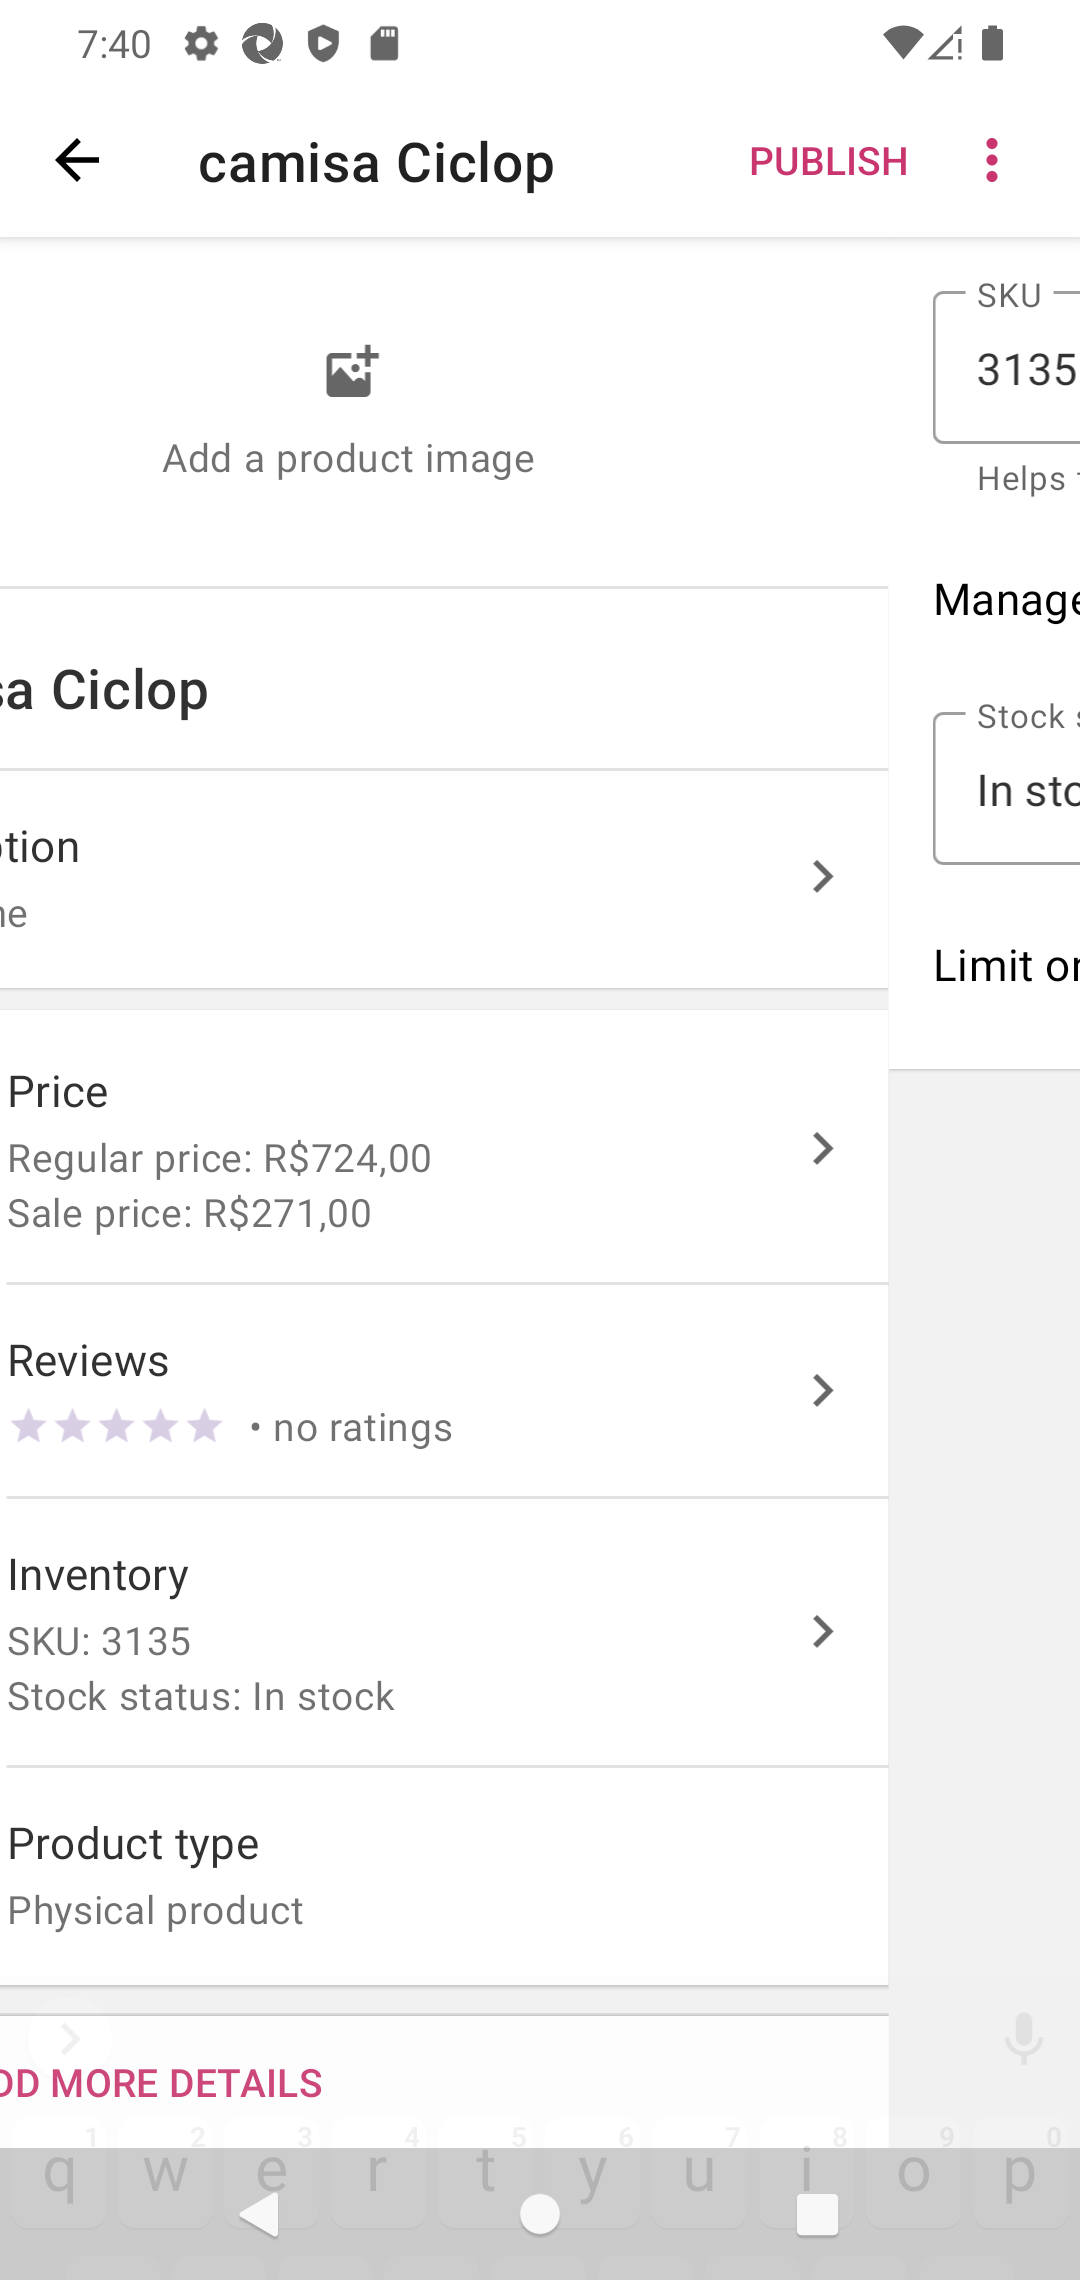 7:40
camisa Ciclop
PUBLISH
SKU
3135
Helps
Add a product image
Manage
sa Ciclop
Stock s
In sto
ption
ne
Limit or
Price
Regular price: R$724,00
Sale price: R$271,00
Reviews
• no ratings
Inventory
SKU: 3135
Stock status: In stock
Product type
Physical product
DD MORE DETAILS
1 2 3 4 5 6 7 8 9 0
q w e r t y u i o p